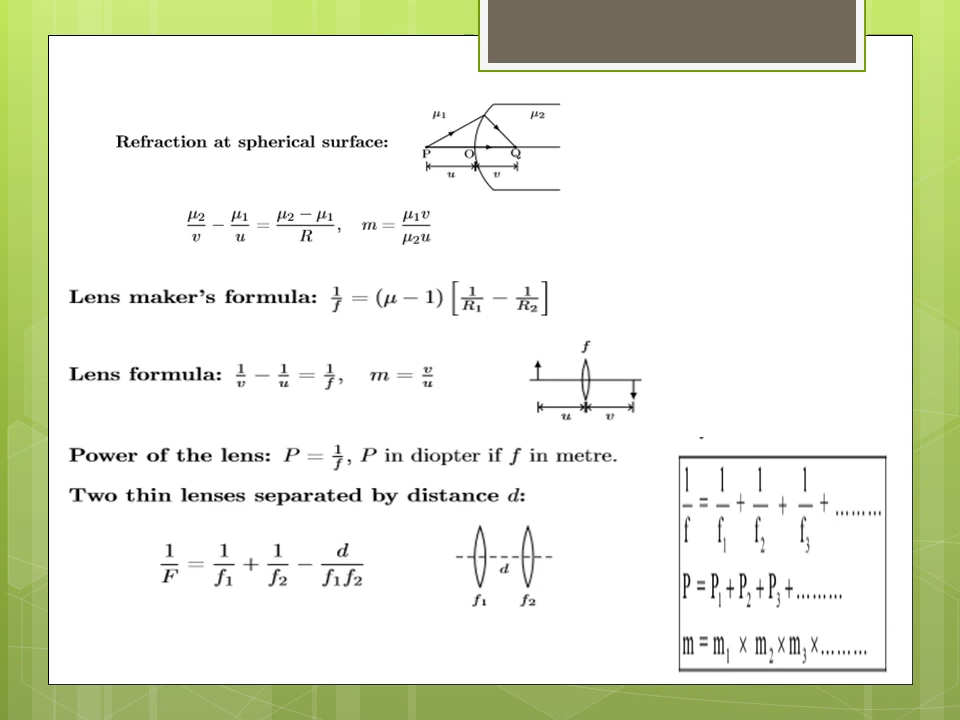 μ₁ μ₂
Refraction at spherical surface:
P O Q
u v
μ₂/v − μ₁/u = (μ₂ − μ₁)/R, m = μ₁v/μ₂u
Lens maker's formula: 1/f = (μ − 1) [1/R₁ − 1/R₂]
f
Lens formula: 1/v − 1/u = 1/f, m = v/u
u v
Power of the lens: P = 1/f, P in diopter if f in metre.
Two thin lenses separated by distance d:
1/F = 1/f₁ + 1/f₂ − d/f₁f₂
d
f₁ f₂
1/f = 1/f₁ + 1/f₂ + 1/f₃ + ………
P = P₁ + P₂ + P₃ + ………
m = m₁ × m₂ × m₃ × ………